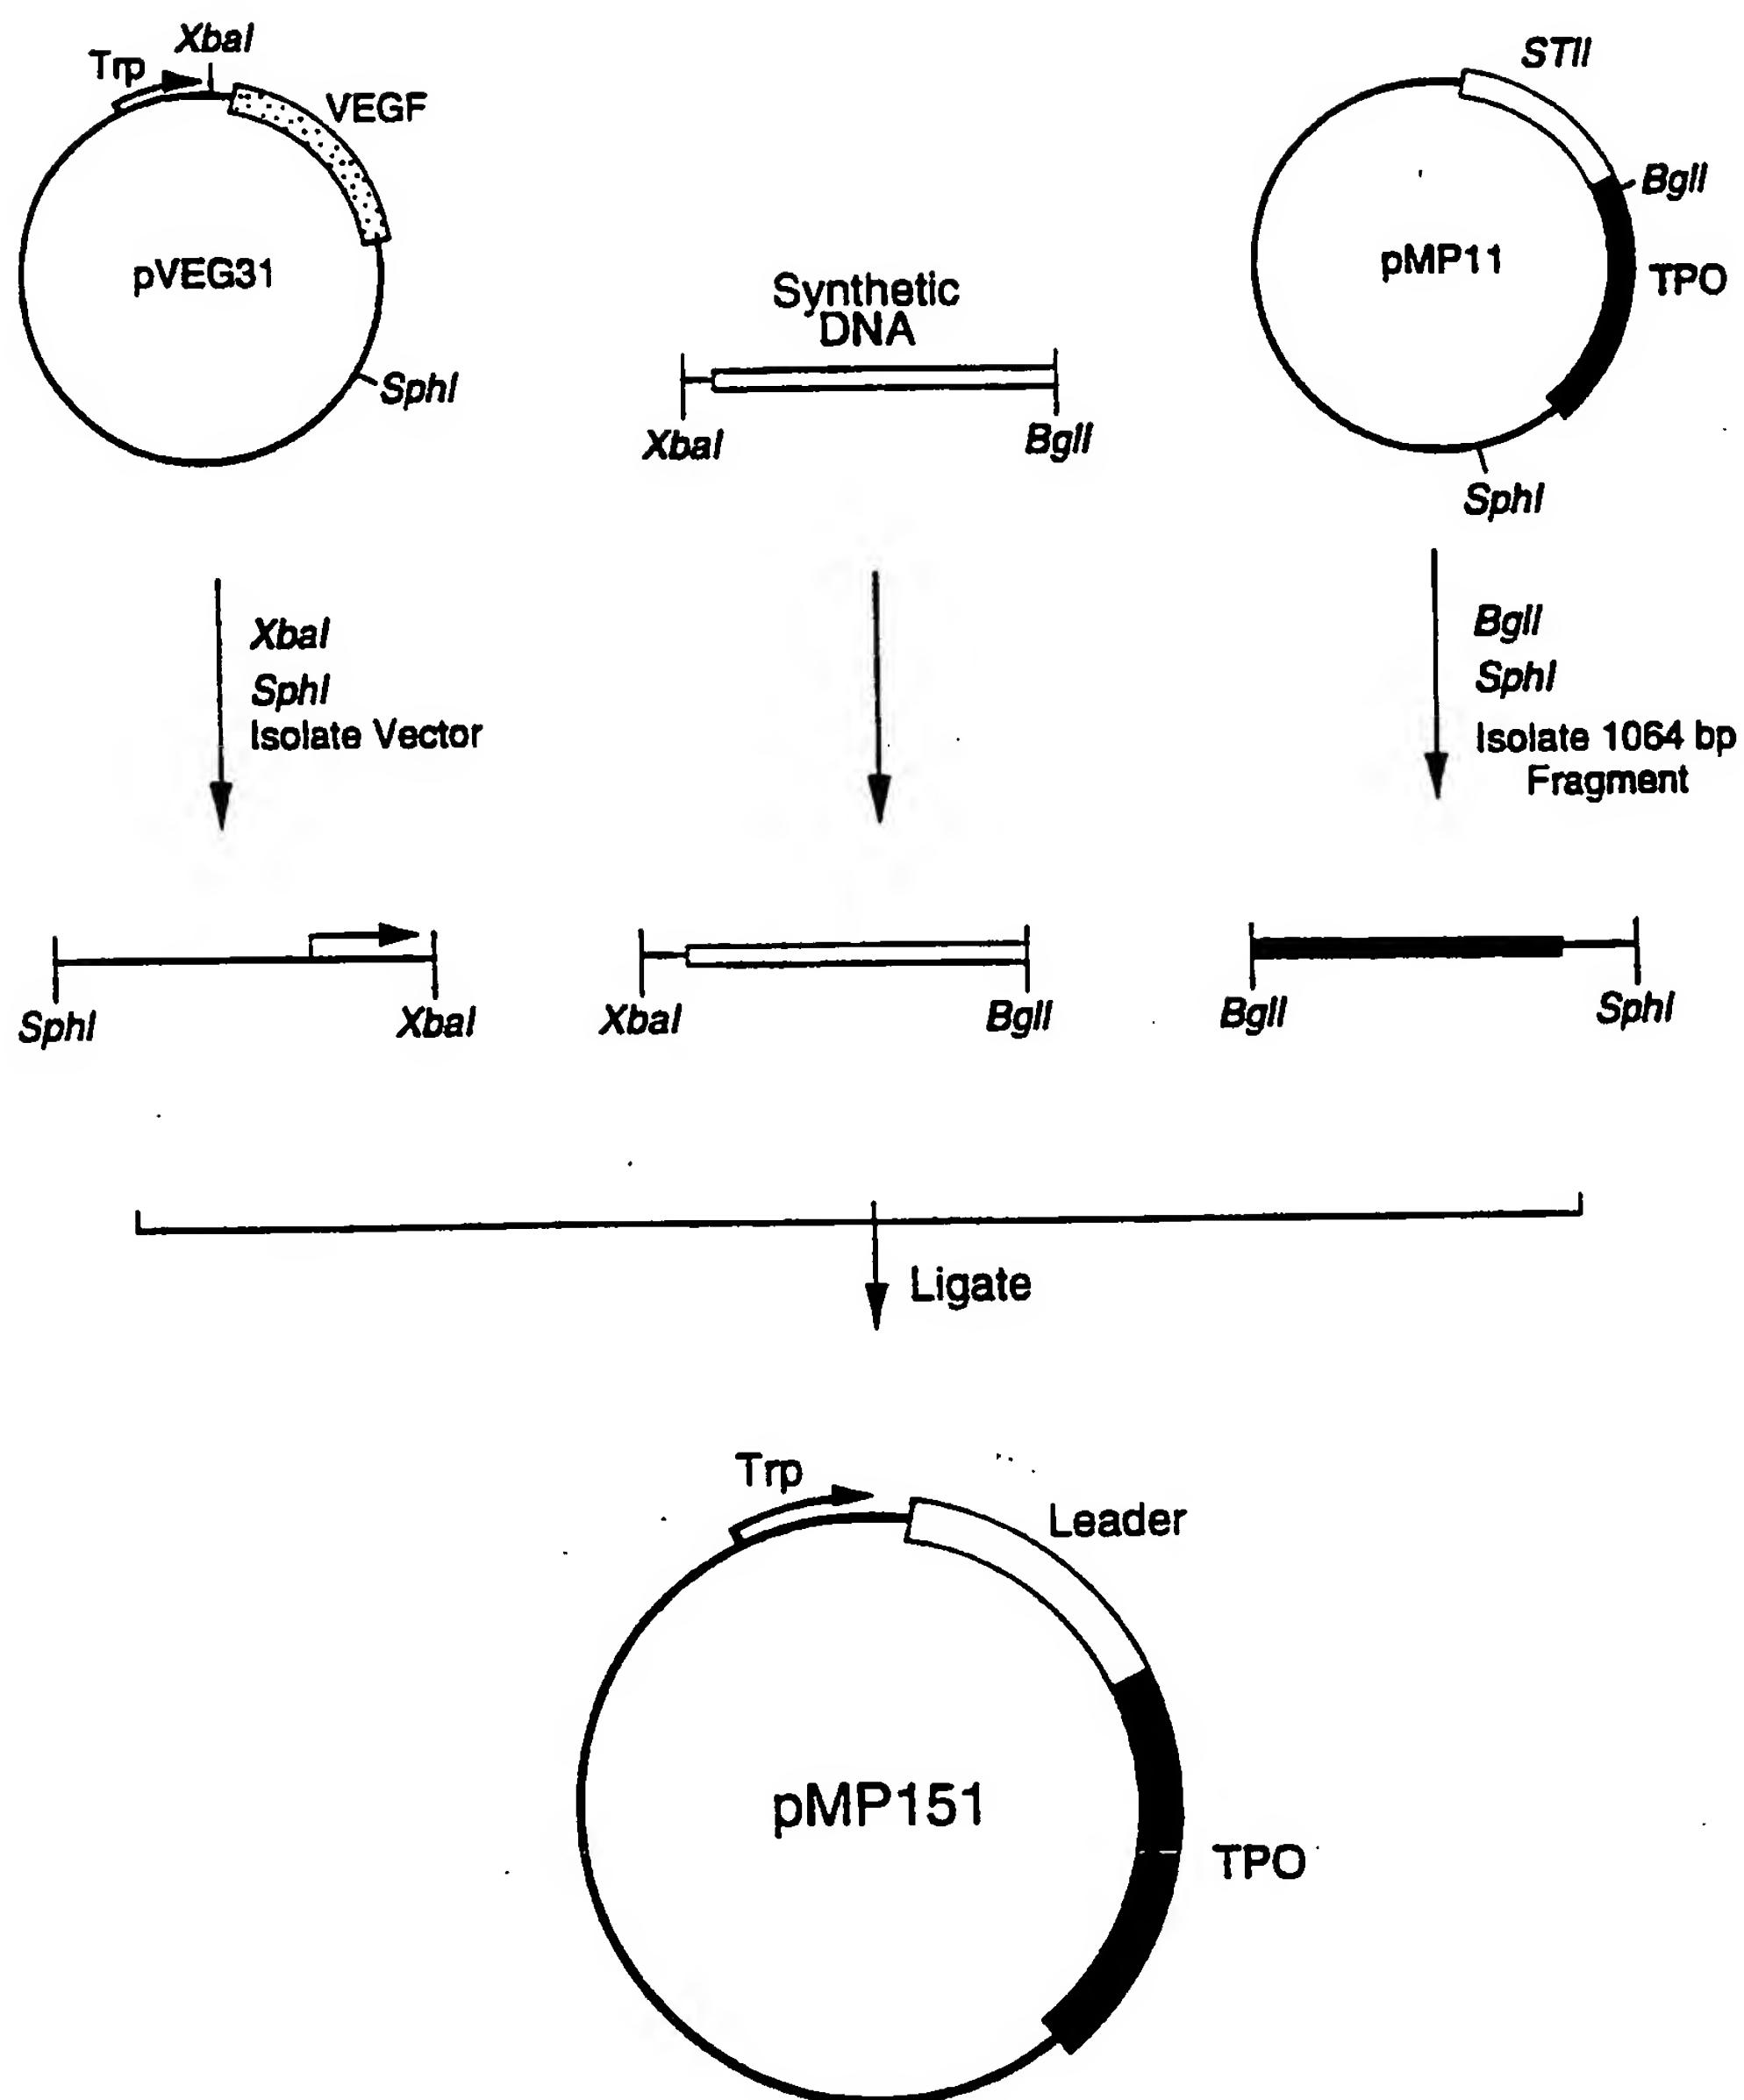 XbaI
Trp
VEGF
pVEG31
SphI
Synthetic
DNA
XbaI
BglI
STII
BglI
pMP11
TPO
SphI
XbaI
SphI
Isolate Vector
BglI
SphI
Isolate 1064 bp
Fragment
SphI
XbaI
XbaI
BglI
BglI
SphI
Ligate
Trp
Leader
pMP151
TPO